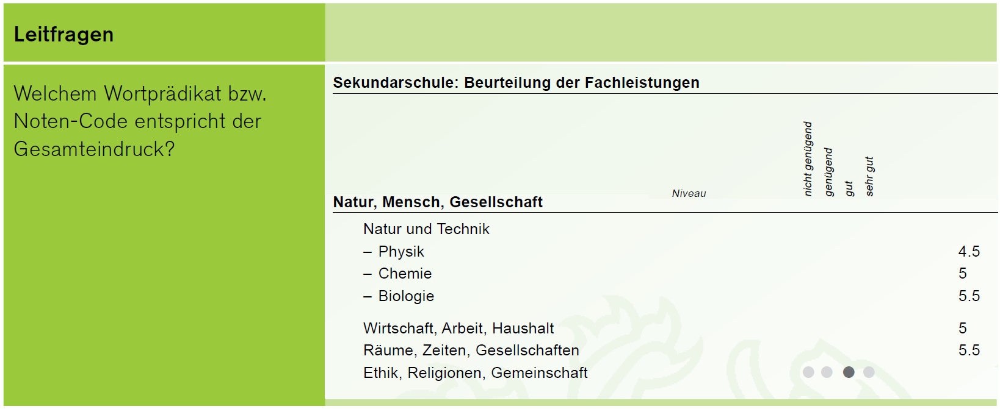 Leitfragen
Welchem Wortprädikat bzw.
Noten-Code entspricht der
Gesamteindruck?
Sekundarschule: Beurteilung der Fachleistungen
Niveau
nicht genügend
genügend
gut
sehr gut
Natur, Mensch, Gesellschaft
Natur und Technik
– Physik 4.5
– Chemie 5
– Biologie 5.5
Wirtschaft, Arbeit, Haushalt 5
Räume, Zeiten, Gesellschaften 5.5
Ethik, Religionen, Gemeinschaft